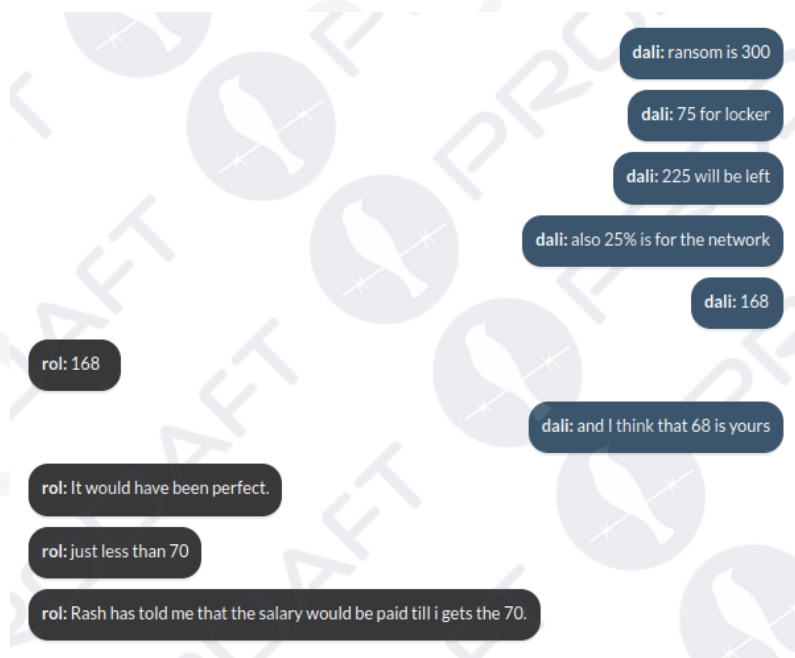 dali: ransom is 300
dali: 75 for locker
dali: 225 will be left
dali: also 25% is for the network
dali: 168
rol: 168
dali: and I think that 68 is yours
rol: It would have been perfect.
rol: just less than 70
rol: Rash has told me that the salary would be paid till i gets the 70.